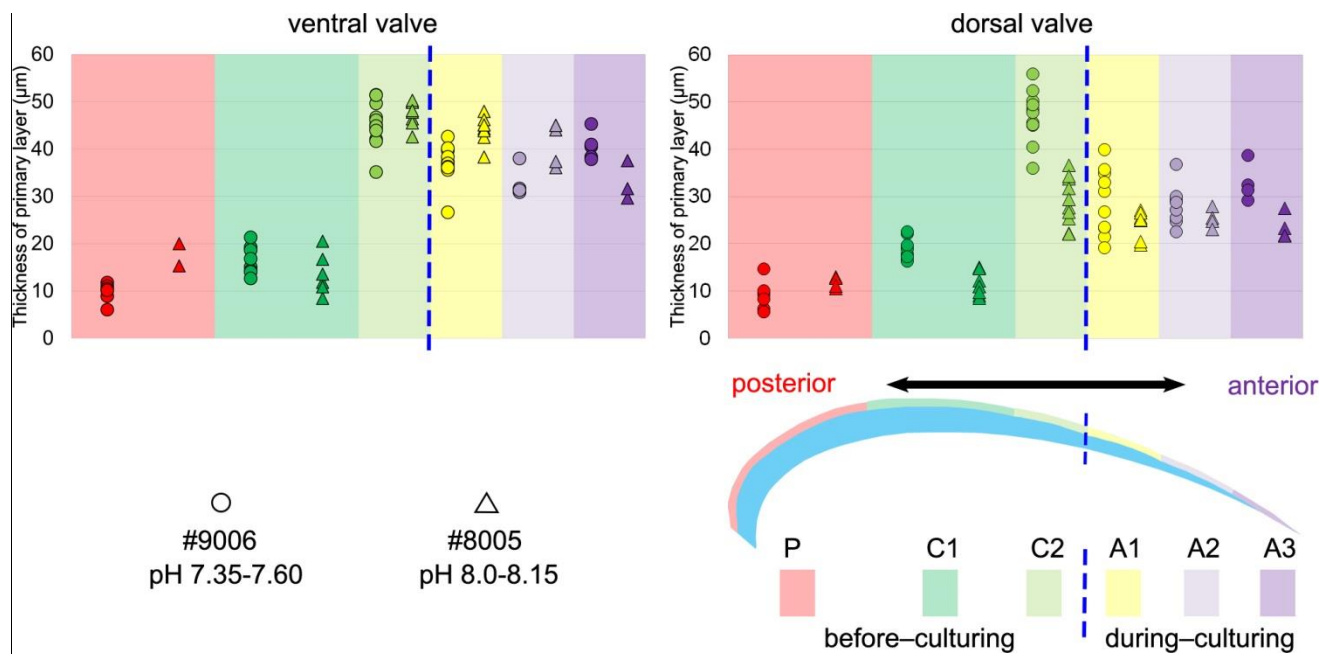 ventral valve
dorsal valve
Thickness of primary layer (μm)
60
50
40
30
20
10
0
Thickness of primary layer (μm)
60
50
40
30
20
10
0
posterior
anterior
#9006
pH 7.35-7.60
#8005
pH 8.0-8.15
P C1 C2 A1 A2 A3
before–culturing
during–culturing